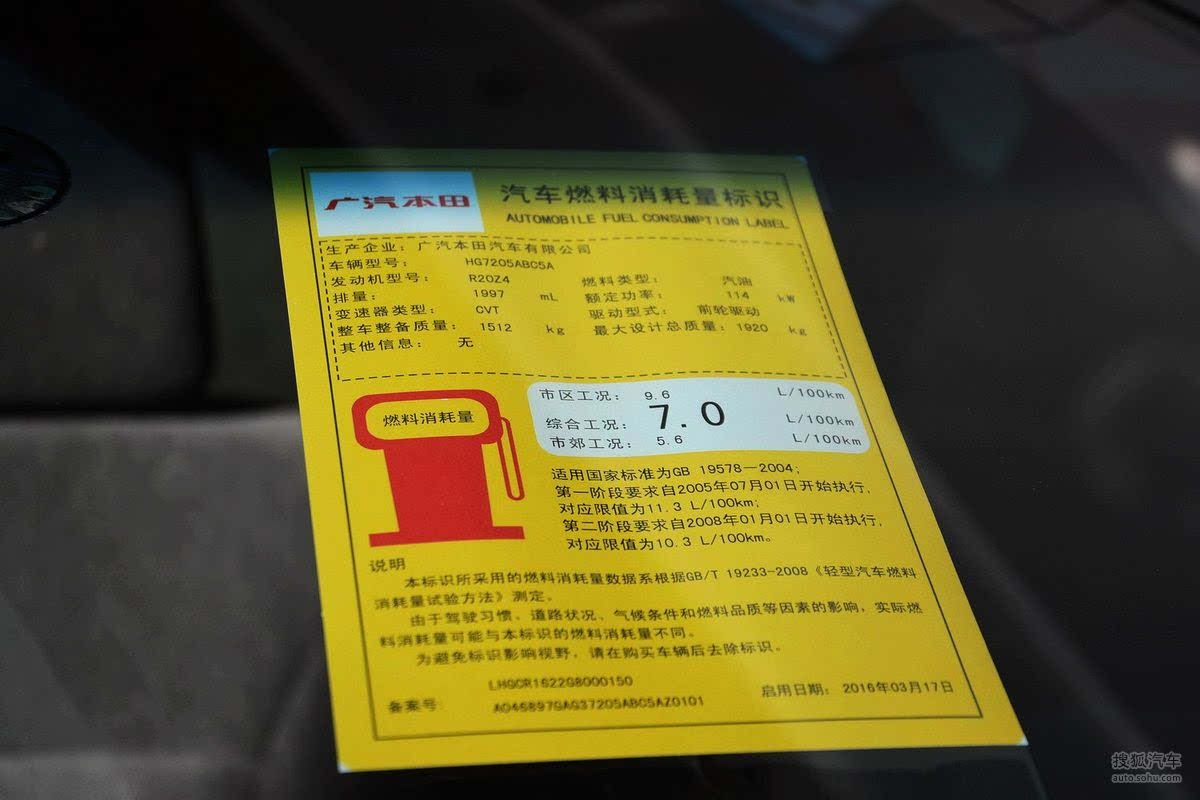 广汽本田
汽车燃料消耗量标识
AUTOMOBILE FUEL CONSUMPTION LABEL
生产企业: 广汽本田汽车有限公司
车辆型号: HG7205ABC5A
发动机型号: R20Z4 燃料类型: 汽油
排量: 1997 mL 额定功率: 114 kW
变速器类型: CVT 驱动型式: 前轮驱动
整车整备质量: 1512 kg 最大设计总质量: 1920 kg
其他信息: 无
燃料消耗量
市区工况: 9.6 L/100km
综合工况: 7.0 L/100km
市郊工况: 5.6 L/100km
适用国家标准为GB 19578—2004;
第一阶段要求自2005年07月01日开始执行,
对应限值为11.3 L/100km;
第二阶段要求自2008年01月01日开始执行,
对应限值为10.3 L/100km。
说明
本标识所采用的燃料消耗量数据系根据GB/T 19233-2008《轻型汽车燃料
消耗量试验方法》测定。
由于驾驶习惯、道路状况、气候条件和燃料品质等因素的影响,实际燃
料消耗量可能与本标识的燃料消耗量不同。
为避免标识影响视野,请在购买车辆后去除标识。
LHGCR1622G8000150
备案号: A046897GAG37205ABC5AZ0101 启用日期: 2016年03月17日
搜狐汽车
auto.sohu.com